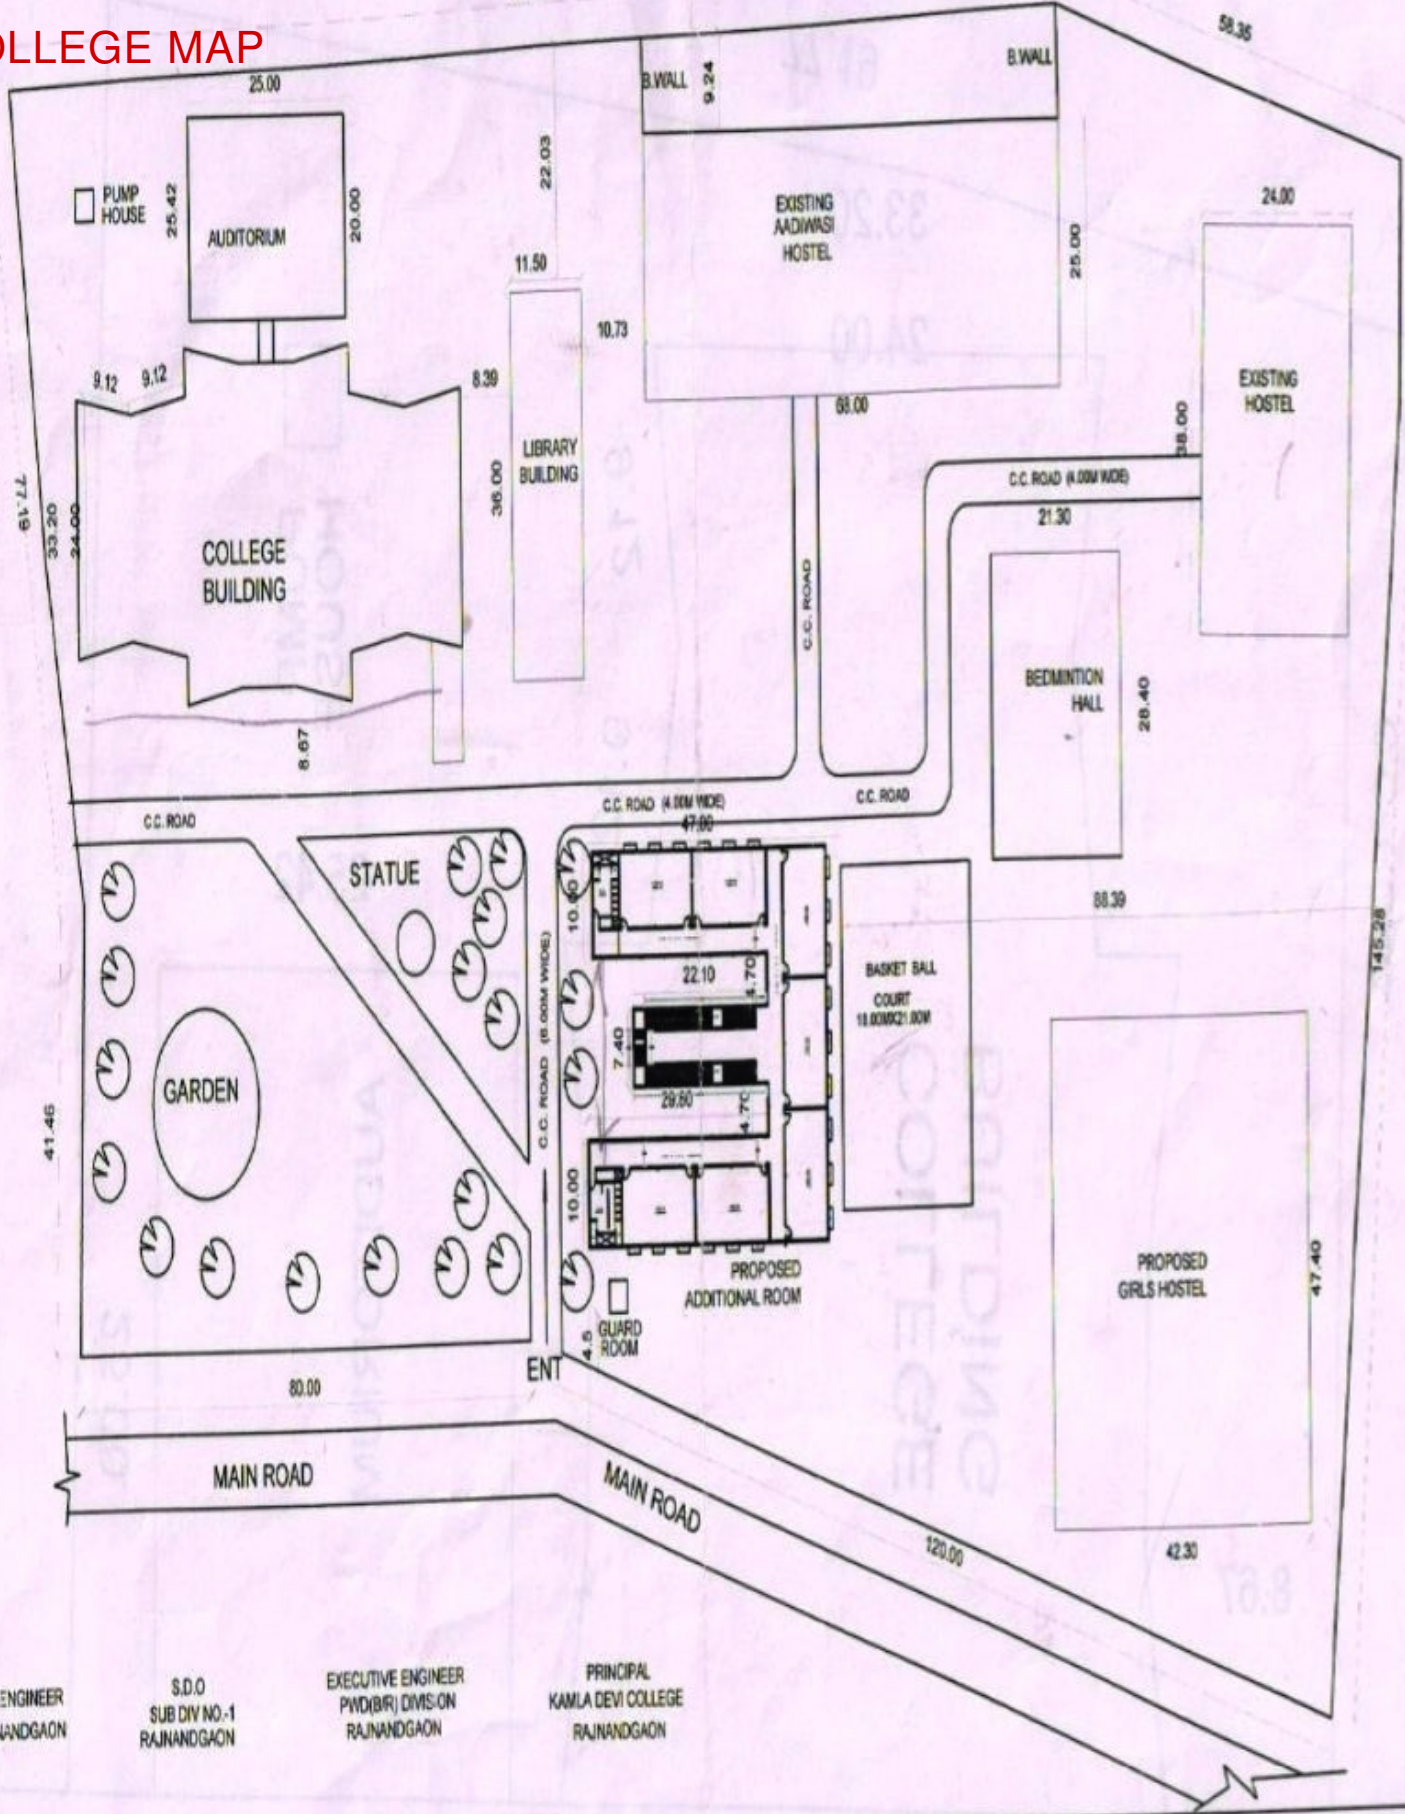 OLLEGE MAP
25.00
58.35
B.WALL
9.24
B.WALL
PUMP
HOUSE
25.42
AUDITORIUM
20.00
22.03
EXISTING
AADIWASI
HOSTEL
25.00
24.00
11.50
10.73
9.12
9.12
8.39
68.00
EXISTING
HOSTEL
38.00
LIBRARY
BUILDING
36.00
C.C. ROAD (4.00M WIDE)
21.30
77.19
33.20
24.00
COLLEGE
BUILDING
C.C. ROAD
BEDMINTION
HALL
28.40
8.67
C.C. ROAD
C.C. ROAD (4.00M WIDE)
47.00
C.C. ROAD
STATUE
10.00
88.39
145.28
C.C. ROAD (6.00M WIDE)
22.10
4.70
BASKET BALL
COURT
7.40
29.60
4.70
GARDEN
41.46
10.00
PROPOSED
ADDITIONAL ROOM
PROPOSED
GIRLS HOSTEL
47.40
GUARD
ROOM
4.5
ENT
80.00
MAIN ROAD
MAIN ROAD
120.00
42.30
ENGINEER
NANDGAON
S.D.O
SUB DIV NO.-1
RAJNANDGAON
EXECUTIVE ENGINEER
PWD(B/R) DIVISION
RAJNANDGAON
PRINCIPAL
KAMLA DEVI COLLEGE
RAJNANDGAON